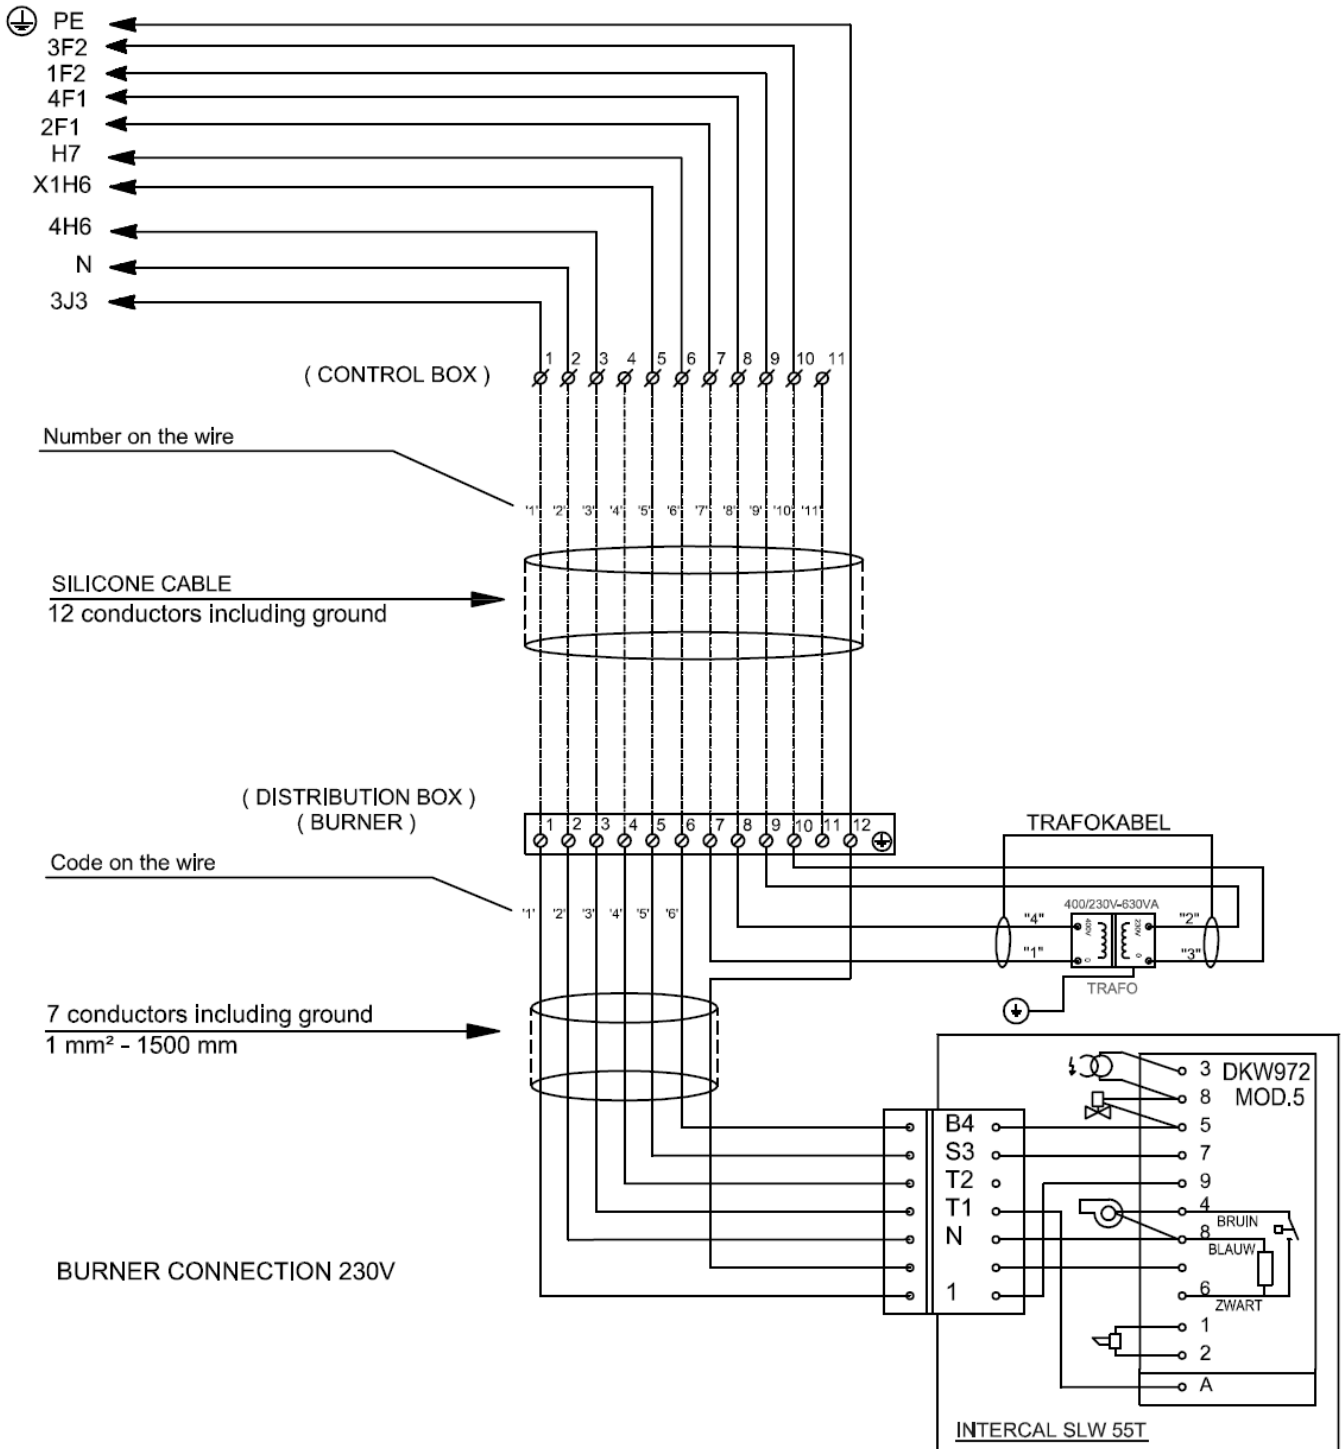 PE
3F2
1F2
4F1
2F1
H7
X1H6
4H6
N
3J3
1 2 3 4 5 6 7 8 9 10 11
( CONTROL BOX )
Number on the wire
'1' '2' '3' '4' '5' '6' '7' '8' '9' '10' '11'
SILICONE CABLE
12 conductors including ground
( DISTRIBUTION BOX )
( BURNER )
1 2 3 4 5 6 7 8 9 10 11 12
TRAFOKABEL
Code on the wire
'1' '2' '3' '4' '5' '6'
400/230V-630VA
"4" 400V 230V "2"
"1" 0 0 "3"
TRAFO
7 conductors including ground
1 mm² - 1500 mm
3 DKW972
8 MOD.5
B4 5
S3 7
T2 9
T1 4
BRUIN
N 8
BLAUW
1 6
ZWART
1
2
A
BURNER CONNECTION 230V
INTERCAL SLW 55T